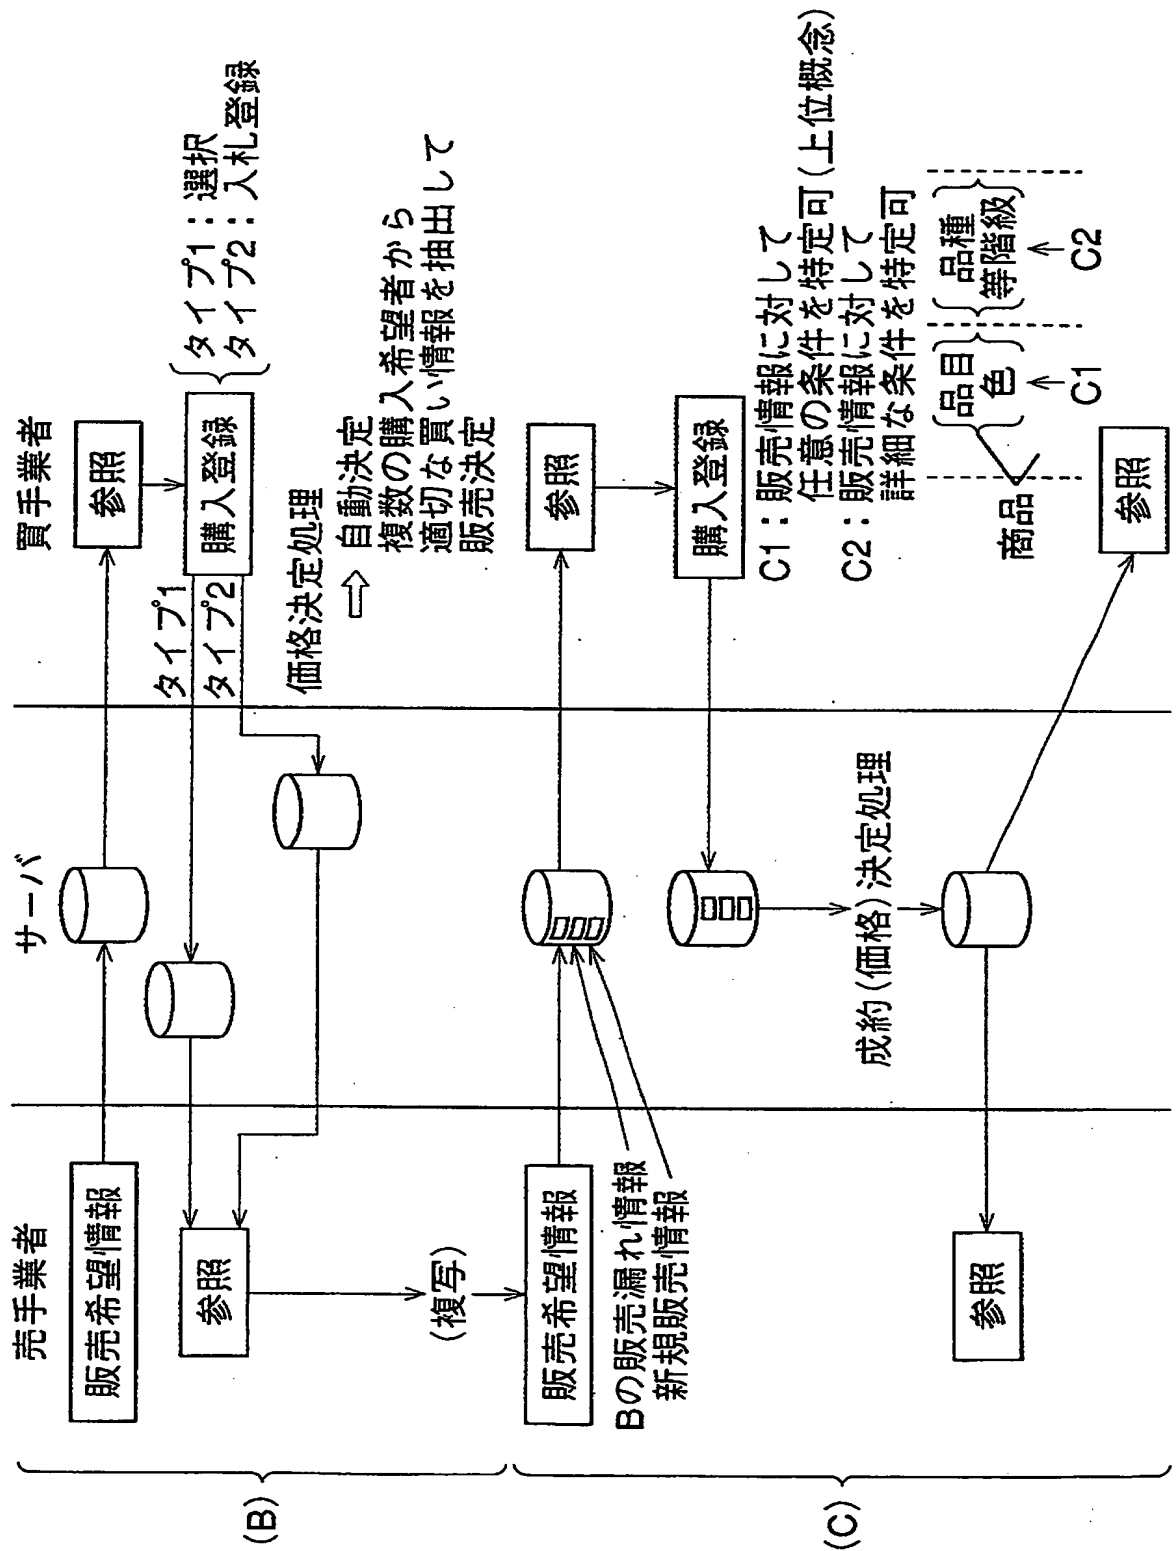 売手業者
サーバ
買手業者
(B)
販売希望情報
参照
参照
購入登録
タイプ1：選択
タイプ2：入札登録
タイプ1
タイプ2
価格決定処理
⇨自動決定
複数の購入希望者から
適切な買い情報を抽出して
販売決定
(複写)
(C)
販売希望情報
Bの販売漏れ情報
新規販売情報
参照
購入登録
C1：販売情報に対して
任意の条件を特定可(上位概念)
C2：販売情報に対して
詳細な条件を特定可
成約(価格)決定処理
商品
品目
色
品種
等階級
C1
C2
参照
参照